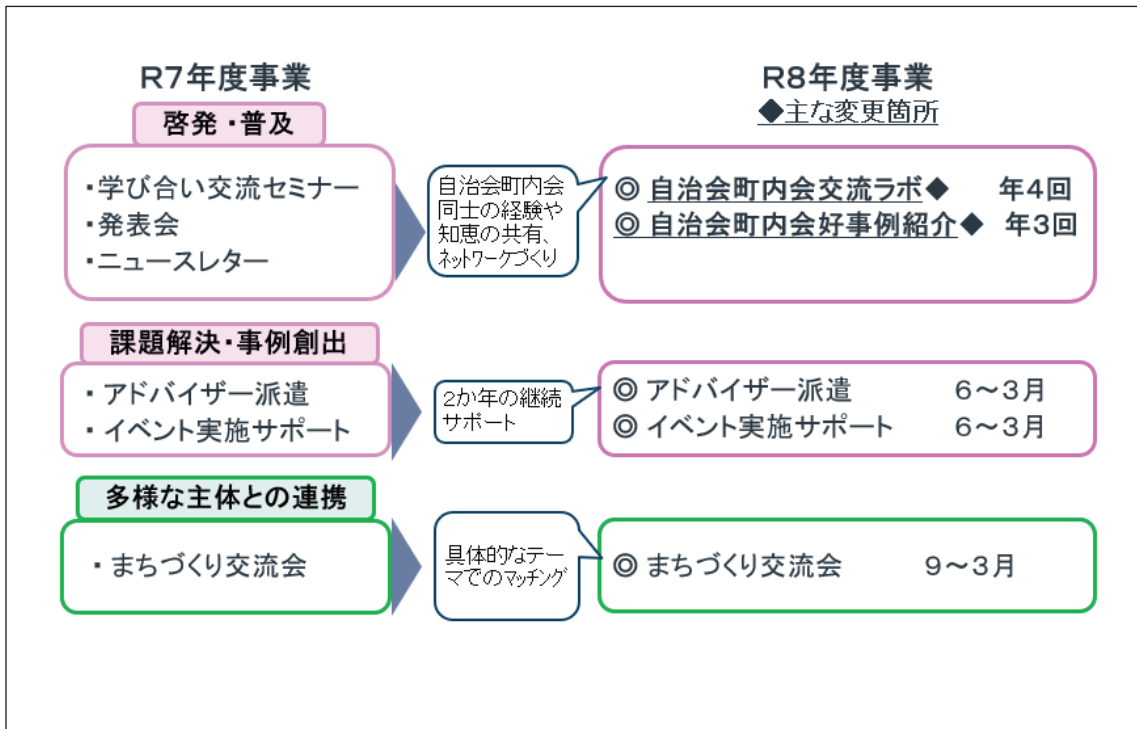 R7年度事業
R8年度事業
◆主な変更箇所
啓発・普及
・学び合い交流セミナー
・発表会
・ニュースレター
自治会町内会
同士の経験や
知恵の共有、
ネットワークづくり
◎ 自治会町内会交流ラボ◆ 年4回
◎ 自治会町内会好事例紹介◆ 年3回
課題解決・事例創出
・ アドバイザー派遣
・ イベント実施サポート
2か年の継続
サポート
◎ アドバイザー派遣 6~3月
◎ イベント実施サポート 6~3月
多様な主体との連携
・ まちづくり交流会
具体的なテー
マでのマッチング
◎ まちづくり交流会 9~3月